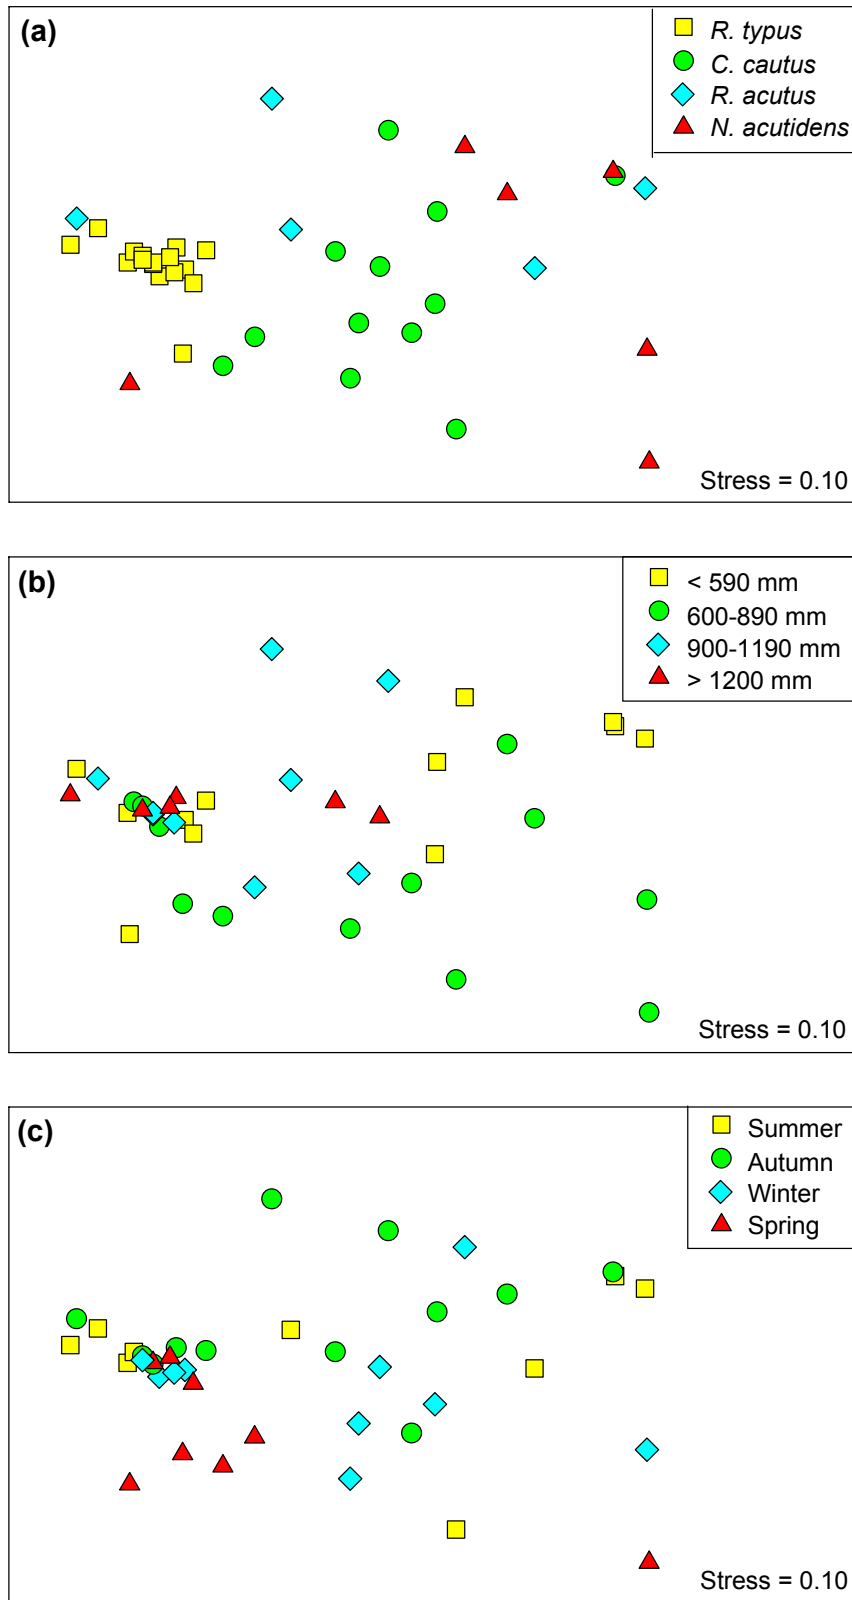 (a)
R. typus
C. cautus
R. acutus
N. acutidens
Stress = 0.10
(b)
< 590 mm
600-890 mm
900-1190 mm
> 1200 mm
Stress = 0.10
(c)
Summer
Autumn
Winter
Spring
Stress = 0.10